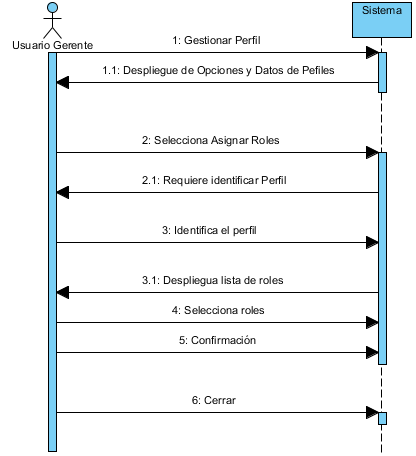 Sistema
Usuario Gerente
1: Gestionar Perfil
1.1: Despliegue de Opciones y Datos de Pefiles
2: Selecciona Asignar Roles
2.1: Requiere identificar Perfil
3: Identifica el perfil
3.1: Despliegua lista de roles
4: Selecciona roles
5: Confirmación
6: Cerrar